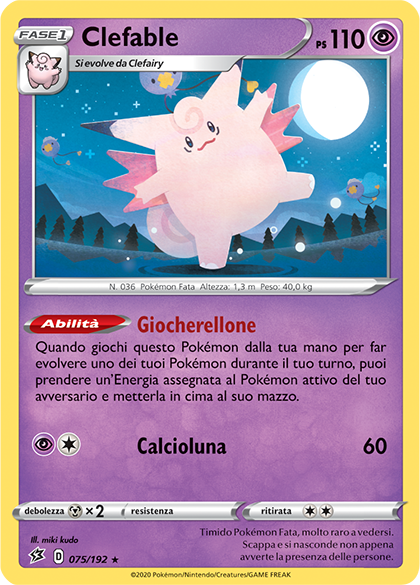 FASE 1
Clefable
PS 110
Si evolve da Clefairy
N. 036 Pokémon Fata Altezza: 1,3 m Peso: 40,0 kg
Abilità Giocherellone
Quando giochi questo Pokémon dalla tua mano per far
evolvere uno dei tuoi Pokémon durante il tuo turno, puoi
prendere un'Energia assegnata al Pokémon attivo del tuo
avversario e metterla in cima al suo mazzo.
Calcioluna 60
debolezza ×2 resistenza ritirata
Ill. miki kudo
Timido Pokémon Fata, molto raro a vedersi.
Scappa e si nasconde non appena
avverte la presenza delle persone.
D 075/192 ★
©2020 Pokémon/Nintendo/Creatures/GAME FREAK